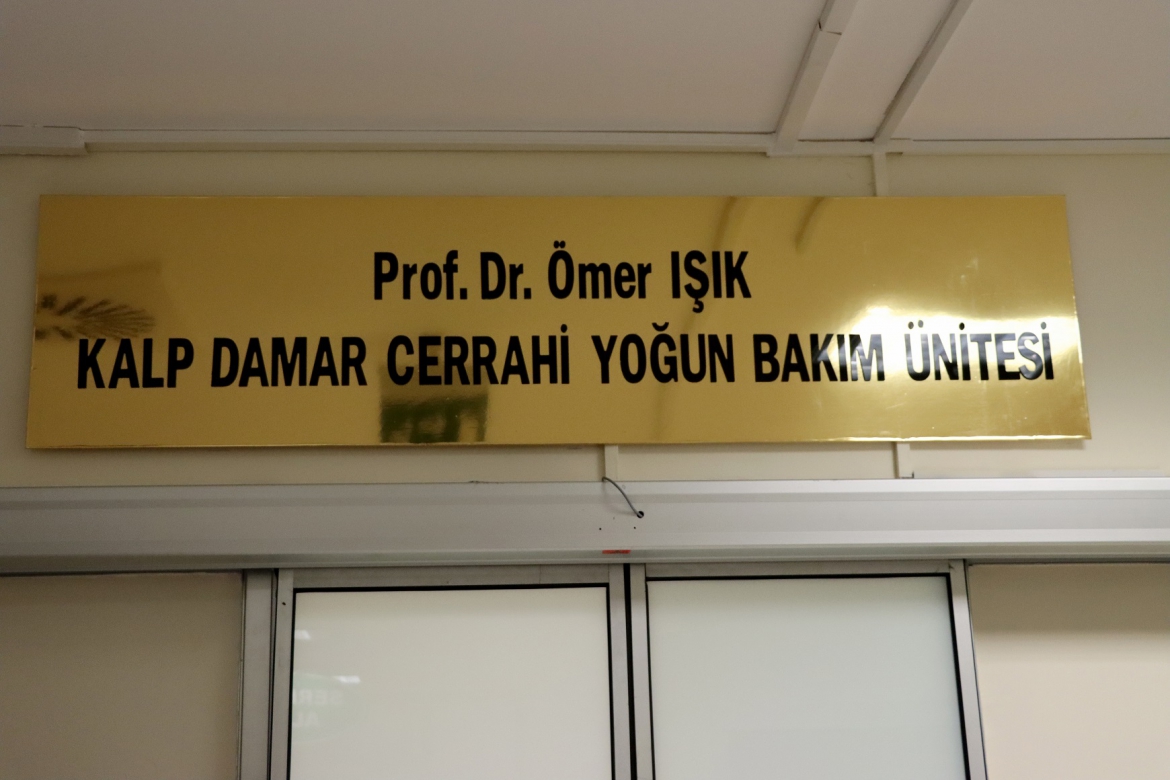 Prof. Dr. Ömer IŞIK
KALP DAMAR CERRAHİ YOĞUN BAKIM ÜNİTESİ